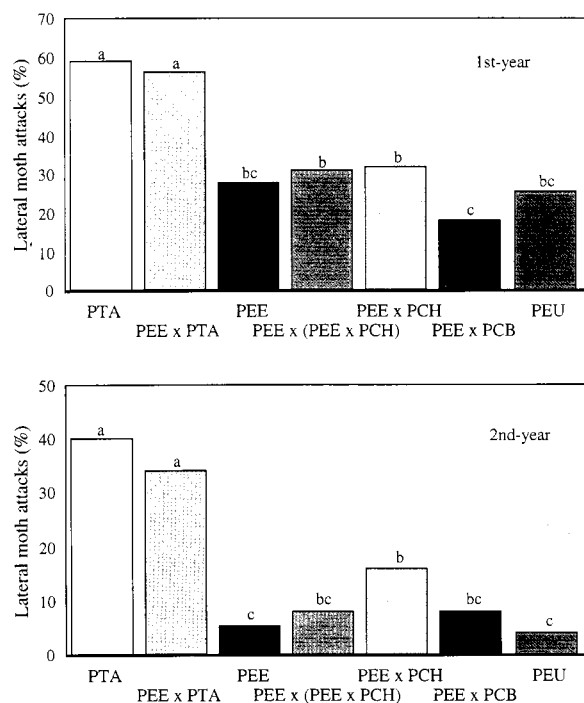 70
60
50
40
30
20
10
0
Lateral moth attacks (%)
1st-year
a
a
bc
b
b
c
bc
PTA PEE PEE x PCH PEU
PEE x PTA PEE x (PEE x PCH) PEE x PCB
50
40
30
20
10
0
Lateral moth attacks (%)
2nd-year
a
a
c
bc
b
bc
c
PTA PEE PEE x PCH PEU
PEE x PTA PEE x (PEE x PCH) PEE x PCB